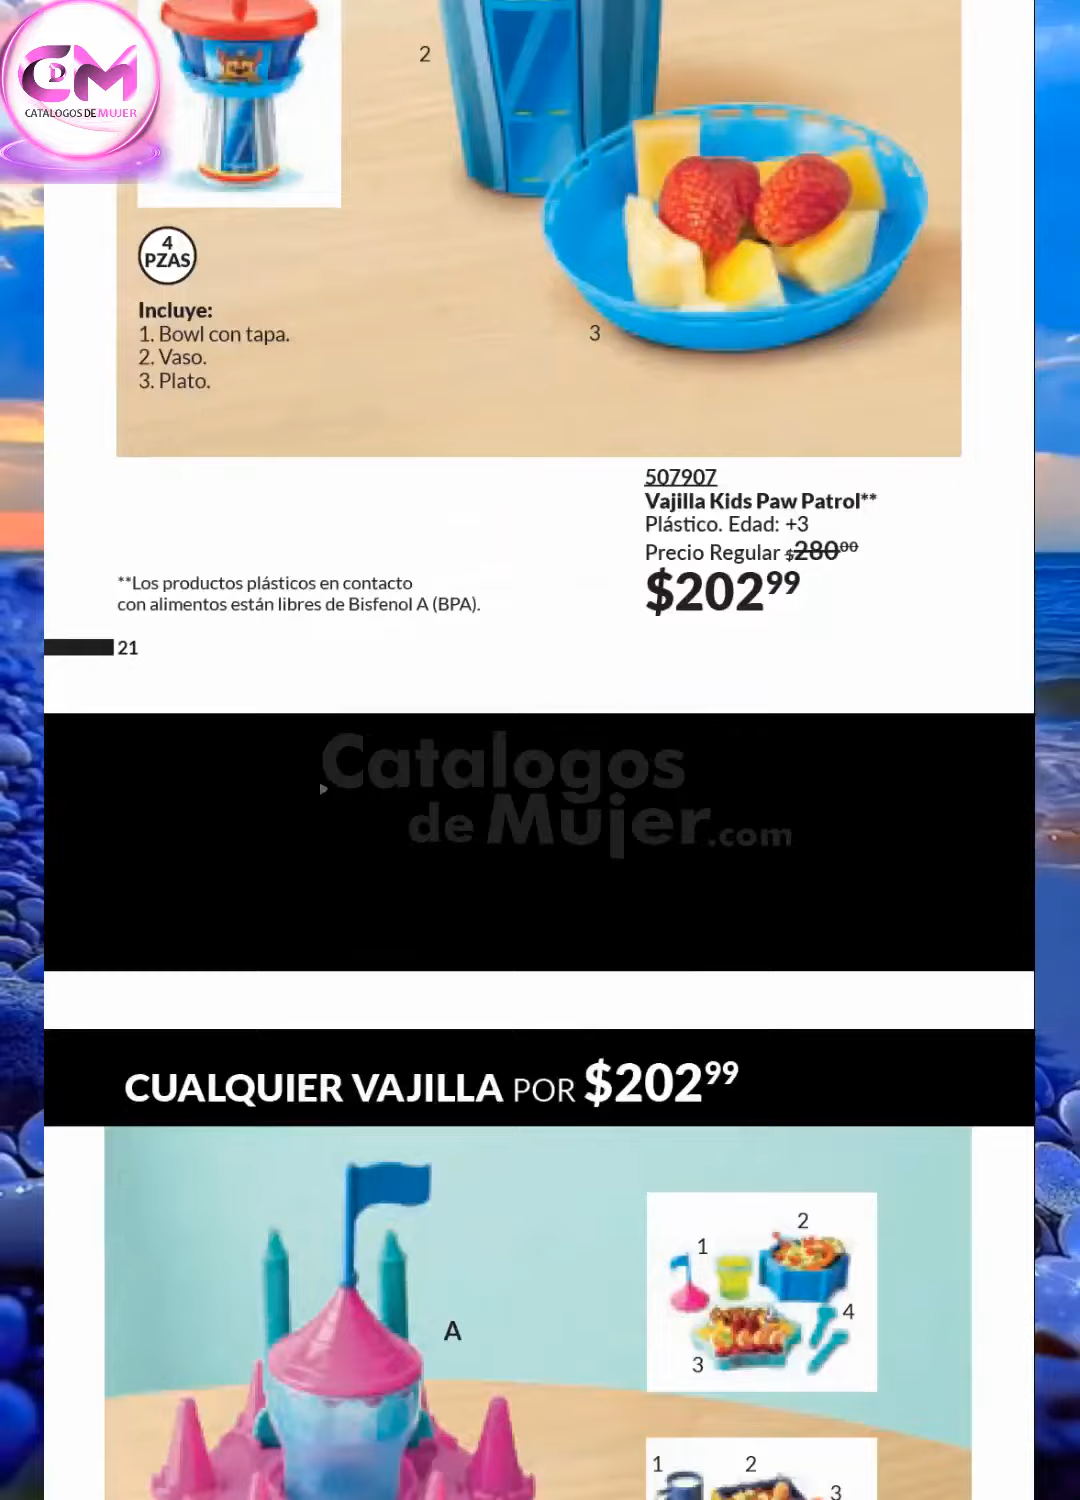 CDM
CATALOGOS DE MUJER
2
4
PZAS
Incluye:
1. Bowl con tapa.
2. Vaso.
3. Plato.
3
507907
Vajilla Kids Paw Patrol**
Plástico. Edad: +3
Precio Regular $280⁰⁰
$202⁹⁹
**Los productos plásticos en contacto
con alimentos están libres de Bisfenol A (BPA).
21
Catalogos
de Mujer.com
CUALQUIER VAJILLA POR $202⁹⁹
A
1
2
3
4
1
2
3